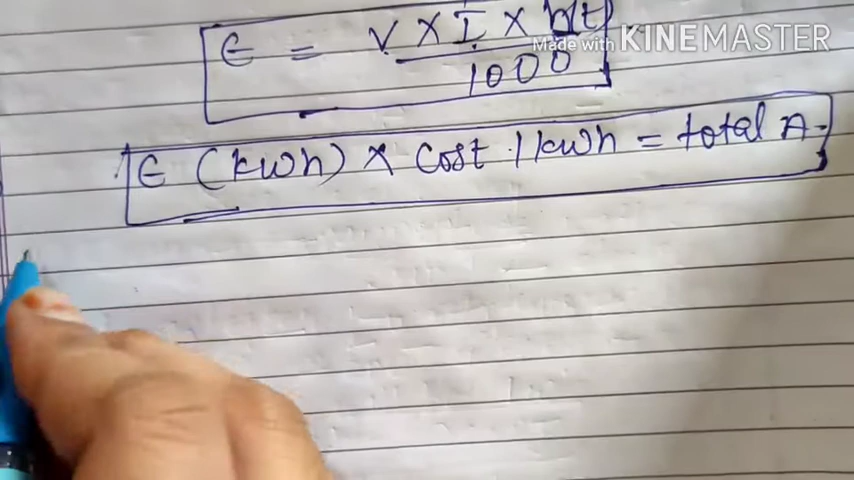 E = V × I × h(t)
1000
Made with KINEMASTER
E (kwh) × Cost 1kwh = total A.